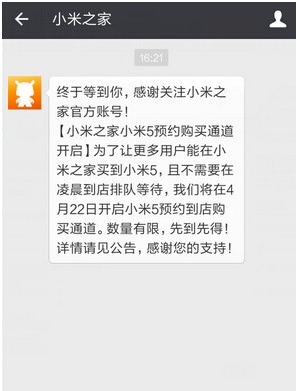 小米之家
16:21
终于等到你，感谢关注小米之
家官方账号！
【小米之家小米5预约购买通道
开启】为了让更多用户能在小
米之家买到小米5，且不需要在
凌晨到店排队等待，我们将在4
月22日开启小米5预约到店购
买通道。数量有限，先到先得！
详情请见公告，感谢您的支持！